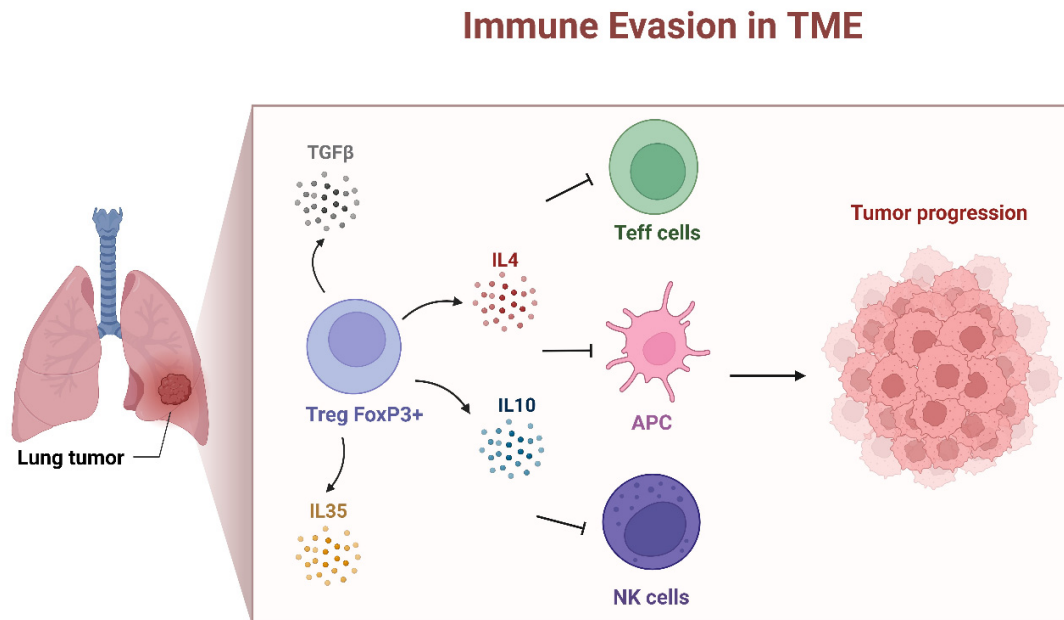 Immune Evasion in TME
TGFβ
Teff cells
Tumor progression
IL4
Treg FoxP3+
IL10
APC
Lung tumor
IL35
NK cells